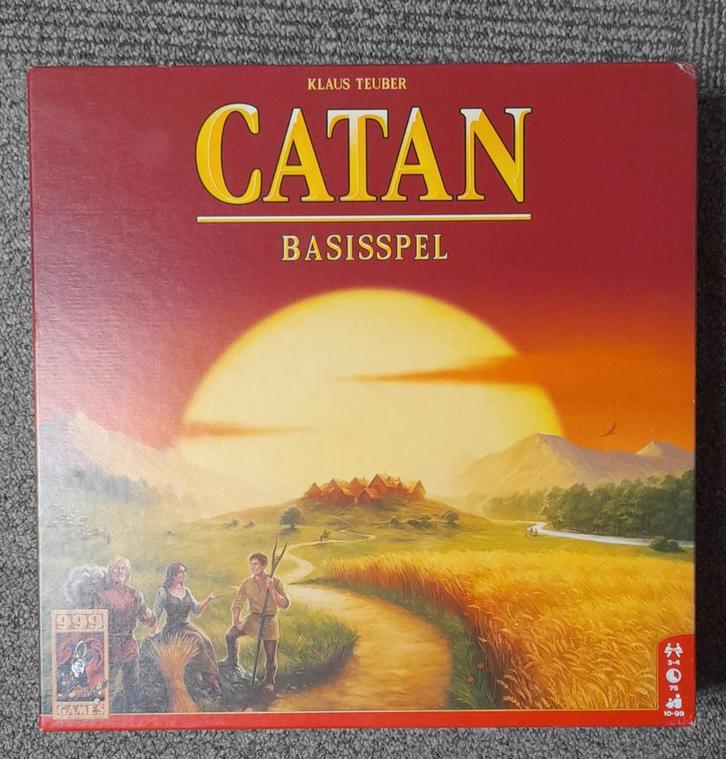 KLAUS TEUBER
CATAN
BASISSPEL
999
GAMES
3-4
75
10-99